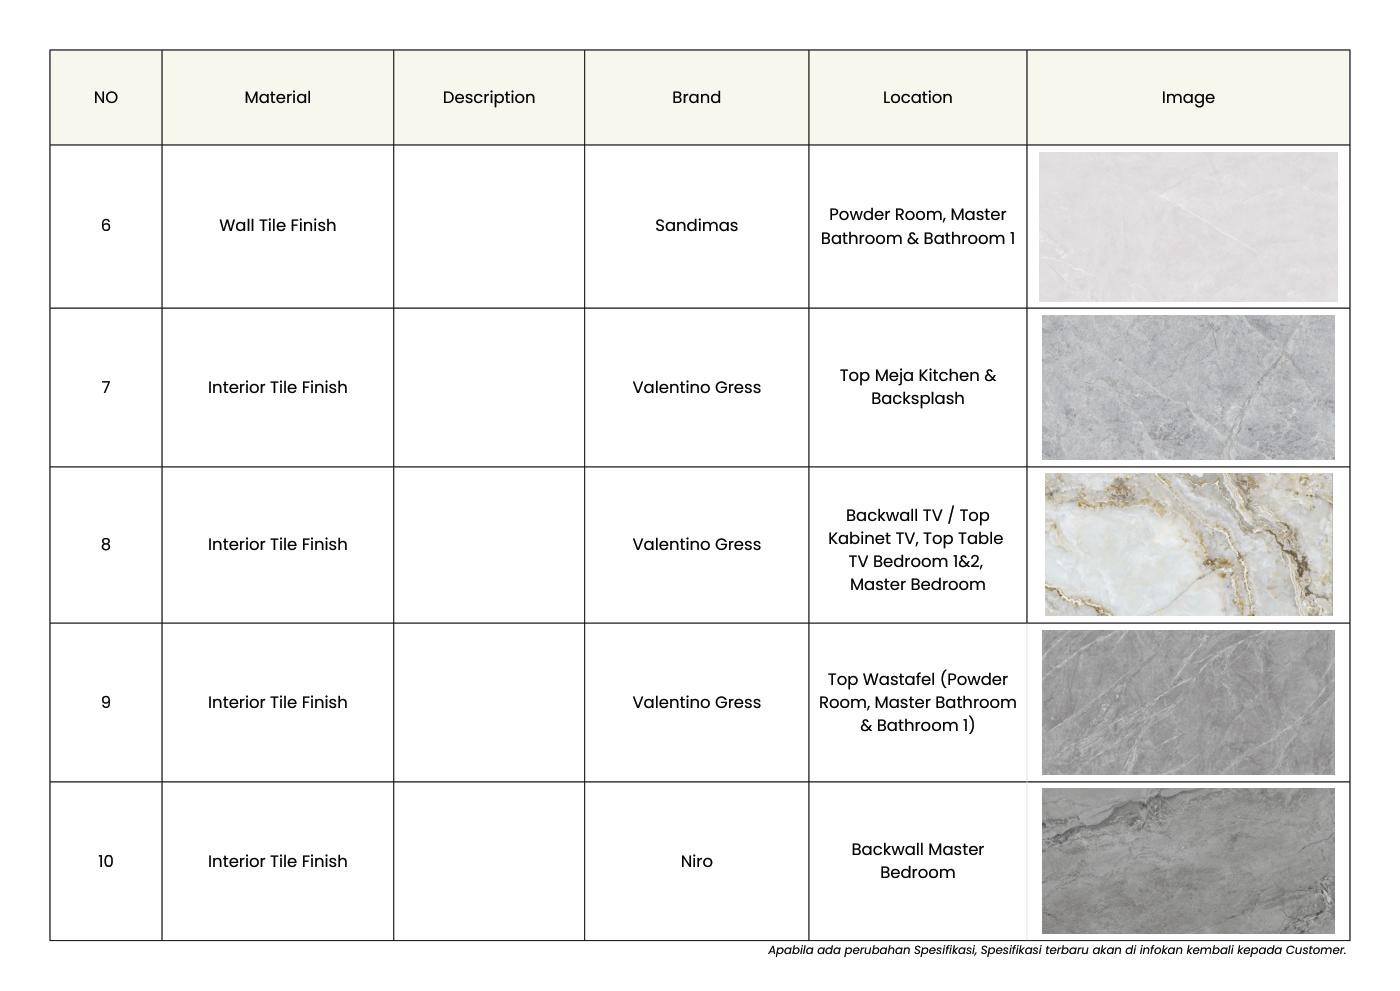 NO Material Description Brand Location Image
6 Wall Tile Finish Sandimas Powder Room, Master
Bathroom & Bathroom 1
7 Interior Tile Finish Valentino Gress Top Meja Kitchen &
Backsplash
8 Interior Tile Finish Valentino Gress Backwall TV / Top
Kabinet TV, Top Table
TV Bedroom 1&2,
Master Bedroom
9 Interior Tile Finish Valentino Gress Top Wastafel (Powder
Room, Master Bathroom
& Bathroom 1)
10 Interior Tile Finish Niro Backwall Master
Bedroom
Apabila ada perubahan Spesifikasi, Spesifikasi terbaru akan di infokan kembali kepada Customer.